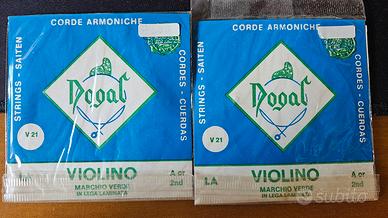 CORDE ARMONICHE
STRINGS - SAITEN
Dogal
CORDES - CUERDAS
V 21
VIOLINO
MARCHIO VERDE
IN LEGA LAMINATA
A or
2nd
CORDE ARMONICHE
STRINGS - SAITEN
Dogal
CORDES - CUERDAS
V 21
LA
VIOLINO
MARCHIO VERDE
IN LEGA LAMINATA
A or
2nd
subito